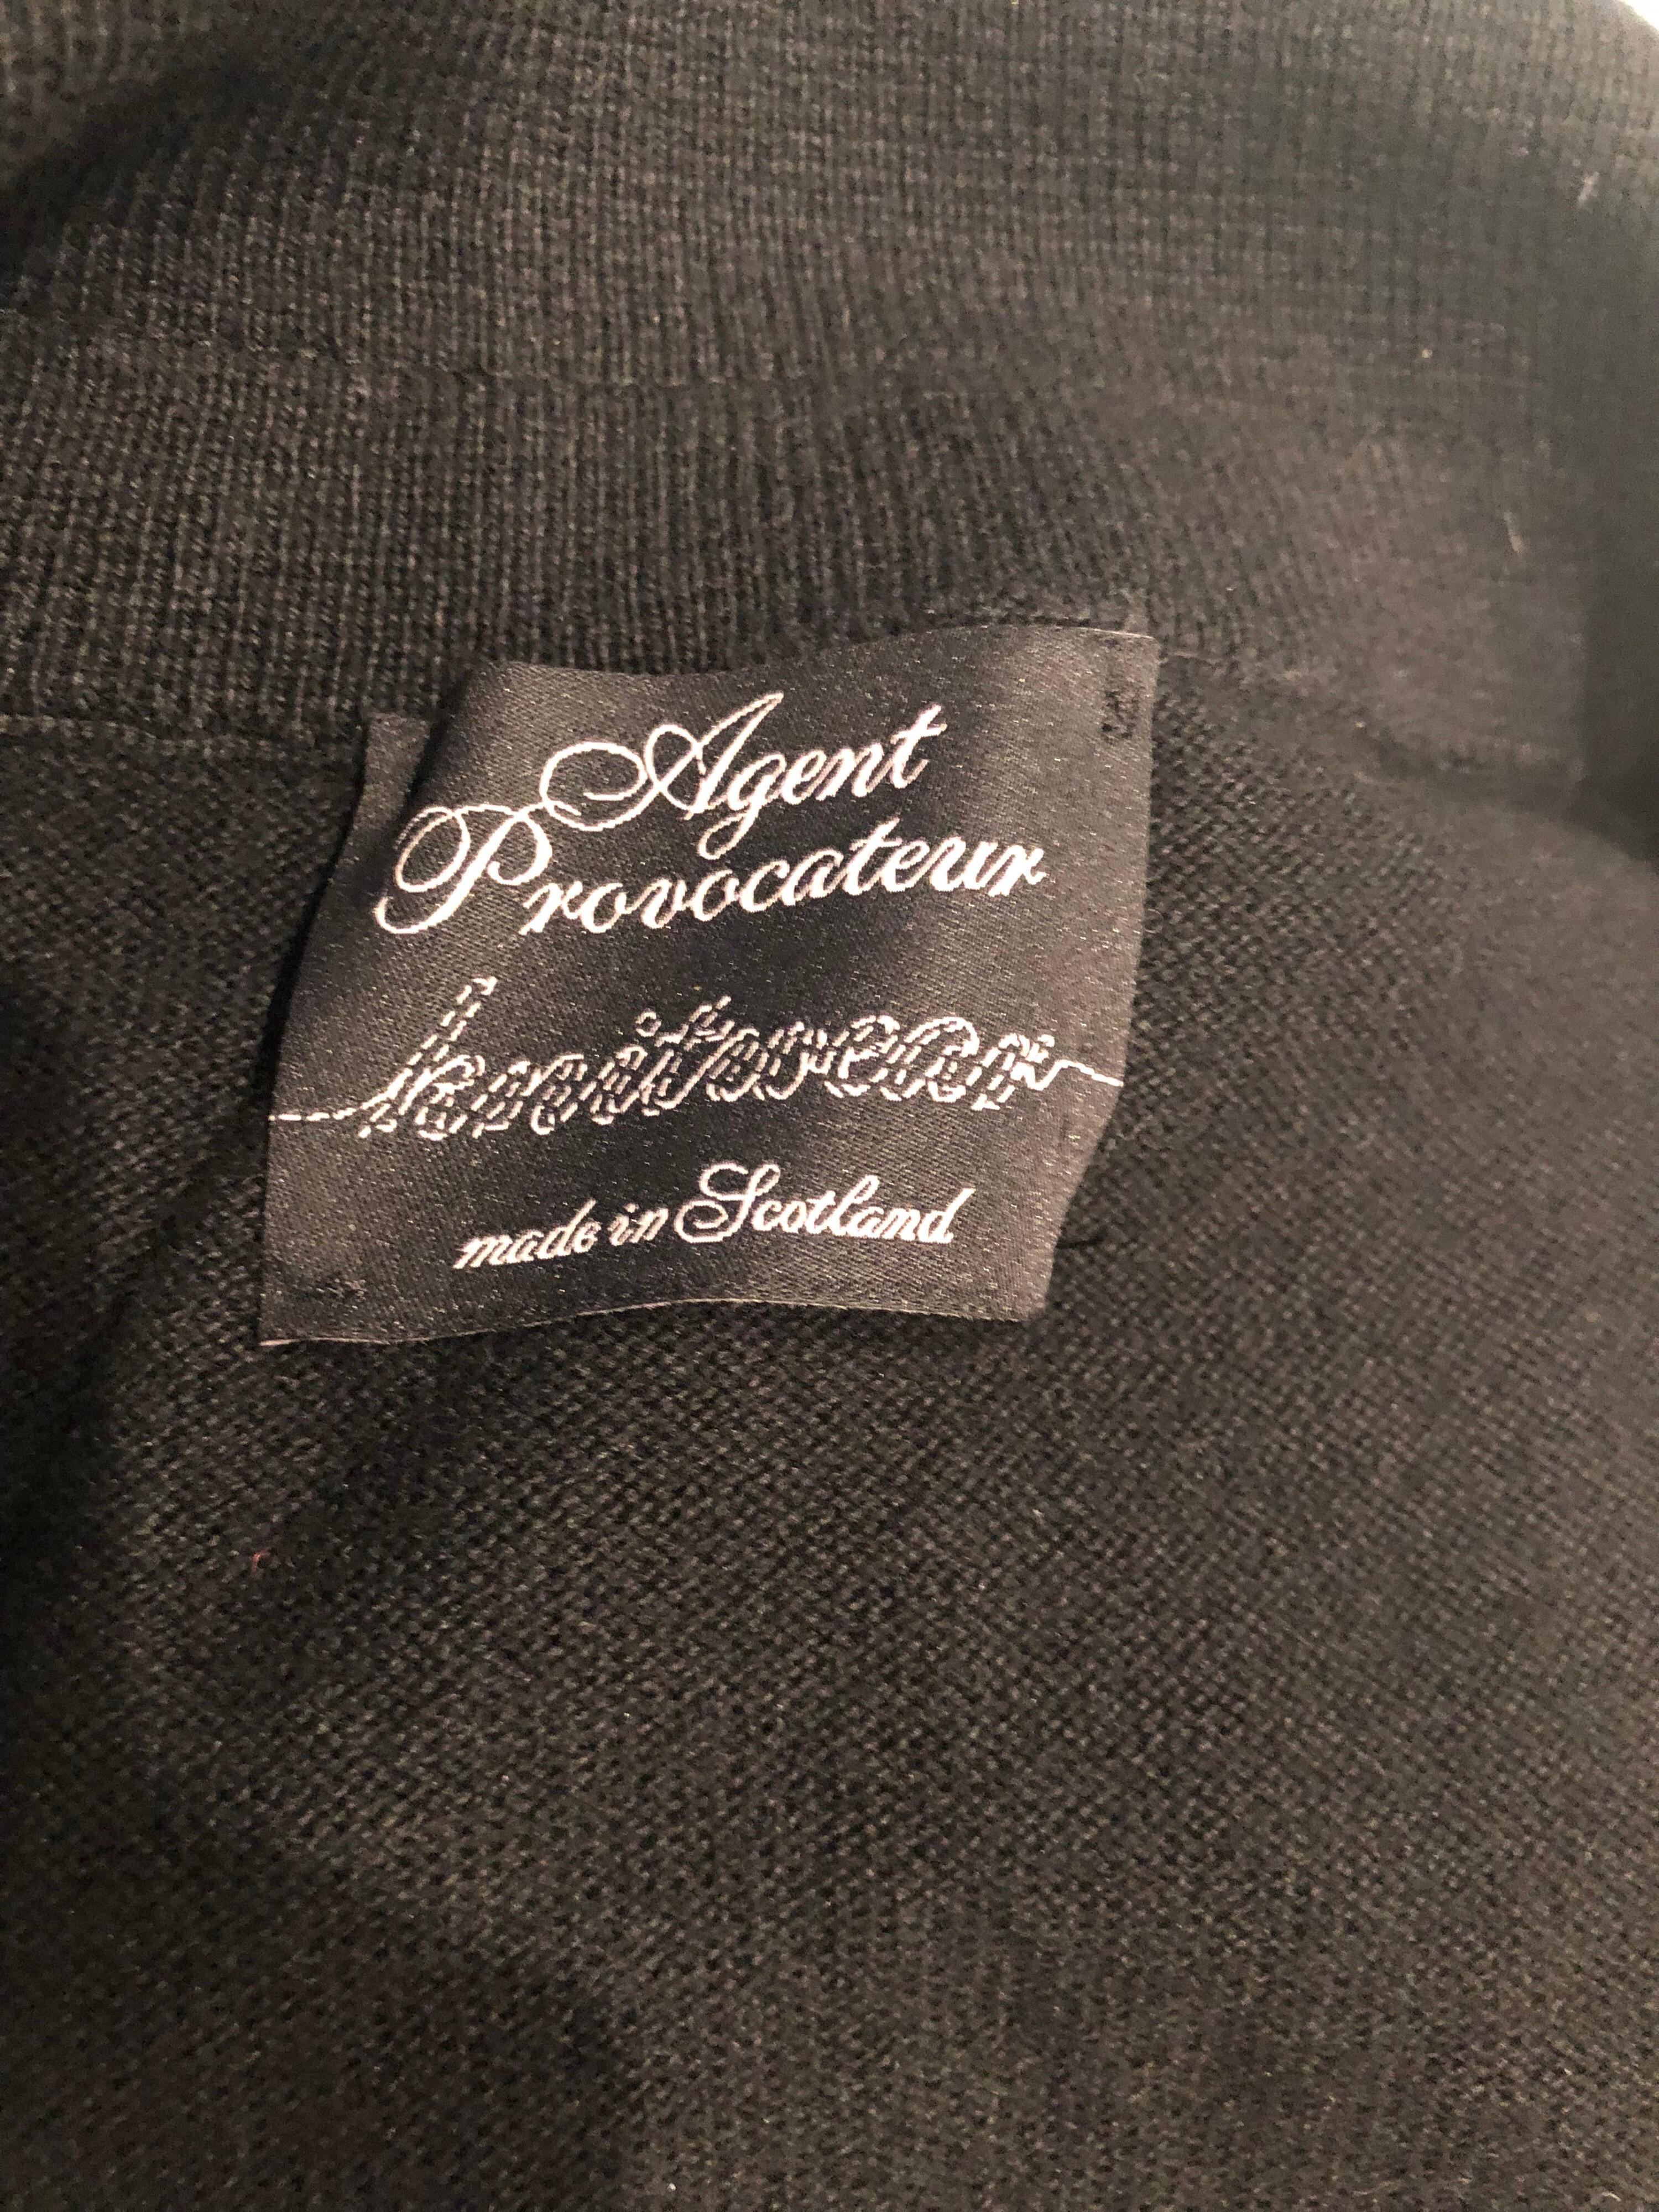 Agent
Provocateur
knitwear
made in Scotland